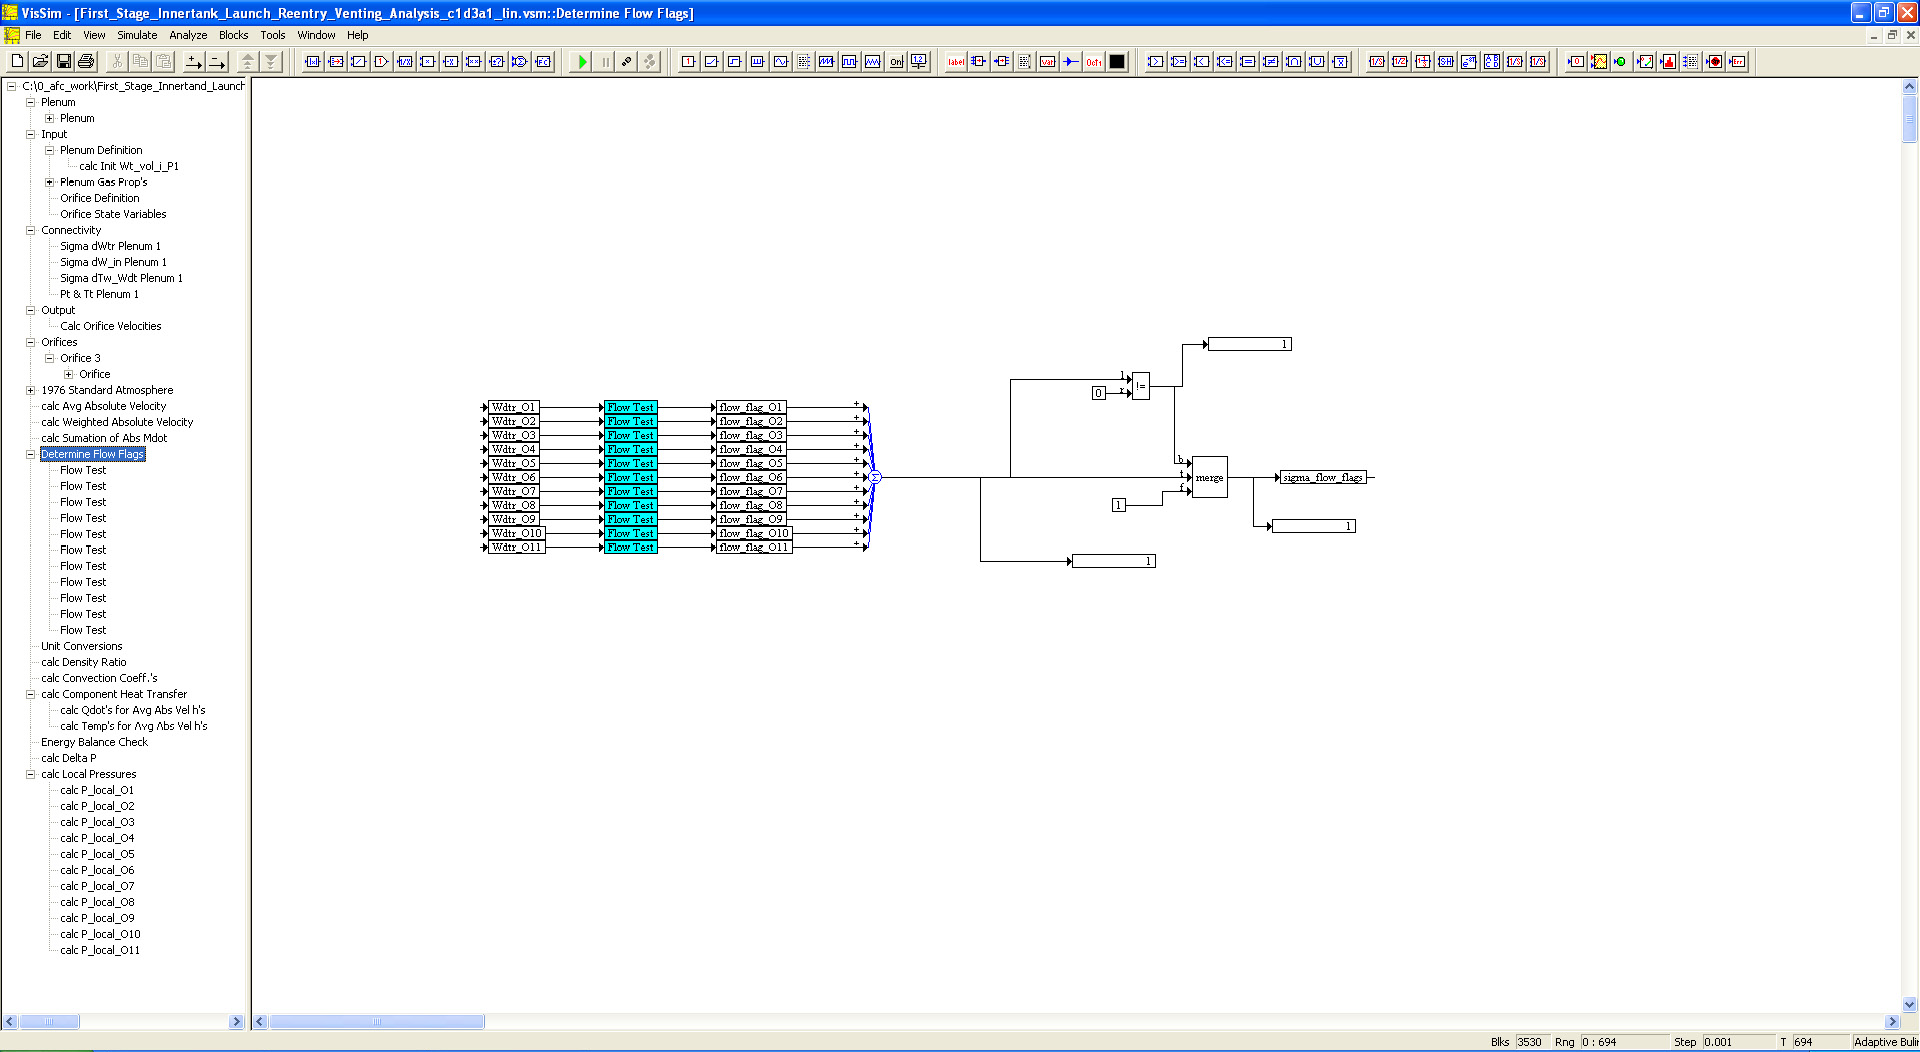 VisSim - [First_Stage_Innertank_Launch_Reentry_Venting_Analysis_c1d3a1_lin.vsm::Determine Flow Flags]
File Edit View Simulate Analyze Blocks Tools Window Help
C:\0_afc_work\First_Stage_Innertand_Launch
Plenum
Plenum
Input
Plenum Definition
calc Init Wt_vol_i_P1
Plenum Gas Prop's
Orifice Definition
Orifice State Variables
Connectivity
Sigma dWtr Plenum 1
Sigma dW_in Plenum 1
Sigma dTw_Wdt Plenum 1
Pt & Tt Plenum 1
Output
Calc Orifice Velocities
Orifices
Orifice 3
Orifice
1976 Standard Atmosphere
calc Avg Absolute Velocity
calc Weighted Absolute Velocity
calc Sumation of Abs Mdot
Determine Flow Flags
Flow Test
Flow Test
Flow Test
Flow Test
Flow Test
Flow Test
Flow Test
Flow Test
Flow Test
Flow Test
Flow Test
Unit Conversions
calc Density Ratio
calc Convection Coeff.'s
calc Component Heat Transfer
calc Qdot's for Avg Abs Vel h's
calc Temp's for Avg Abs Vel h's
Energy Balance Check
calc Delta P
calc Local Pressures
calc P_local_O1
calc P_local_O2
calc P_local_O3
calc P_local_O4
calc P_local_O5
calc P_local_O6
calc P_local_O7
calc P_local_O8
calc P_local_O9
calc P_local_O10
calc P_local_O11
Wdtr_O1 Flow Test flow_flag_O1 +
Wdtr_O2 Flow Test flow_flag_O2 +
Wdtr_O3 Flow Test flow_flag_O3 +
Wdtr_O4 Flow Test flow_flag_O4 +
Wdtr_O5 Flow Test flow_flag_O5 +
Wdtr_O6 Flow Test flow_flag_O6 +
Wdtr_O7 Flow Test flow_flag_O7 +
Wdtr_O8 Flow Test flow_flag_O8 +
Wdtr_O9 Flow Test flow_flag_O9 +
Wdtr_O10 Flow Test flow_flag_O10 +
Wdtr_O11 Flow Test flow_flag_O11 +
Σ
1
l
0 r !=
b
t merge sigma_flow_flags
1 f
1
1
Blks 3530 Rng 0 : 694 Step 0.001 T 694 Adaptive Bulir